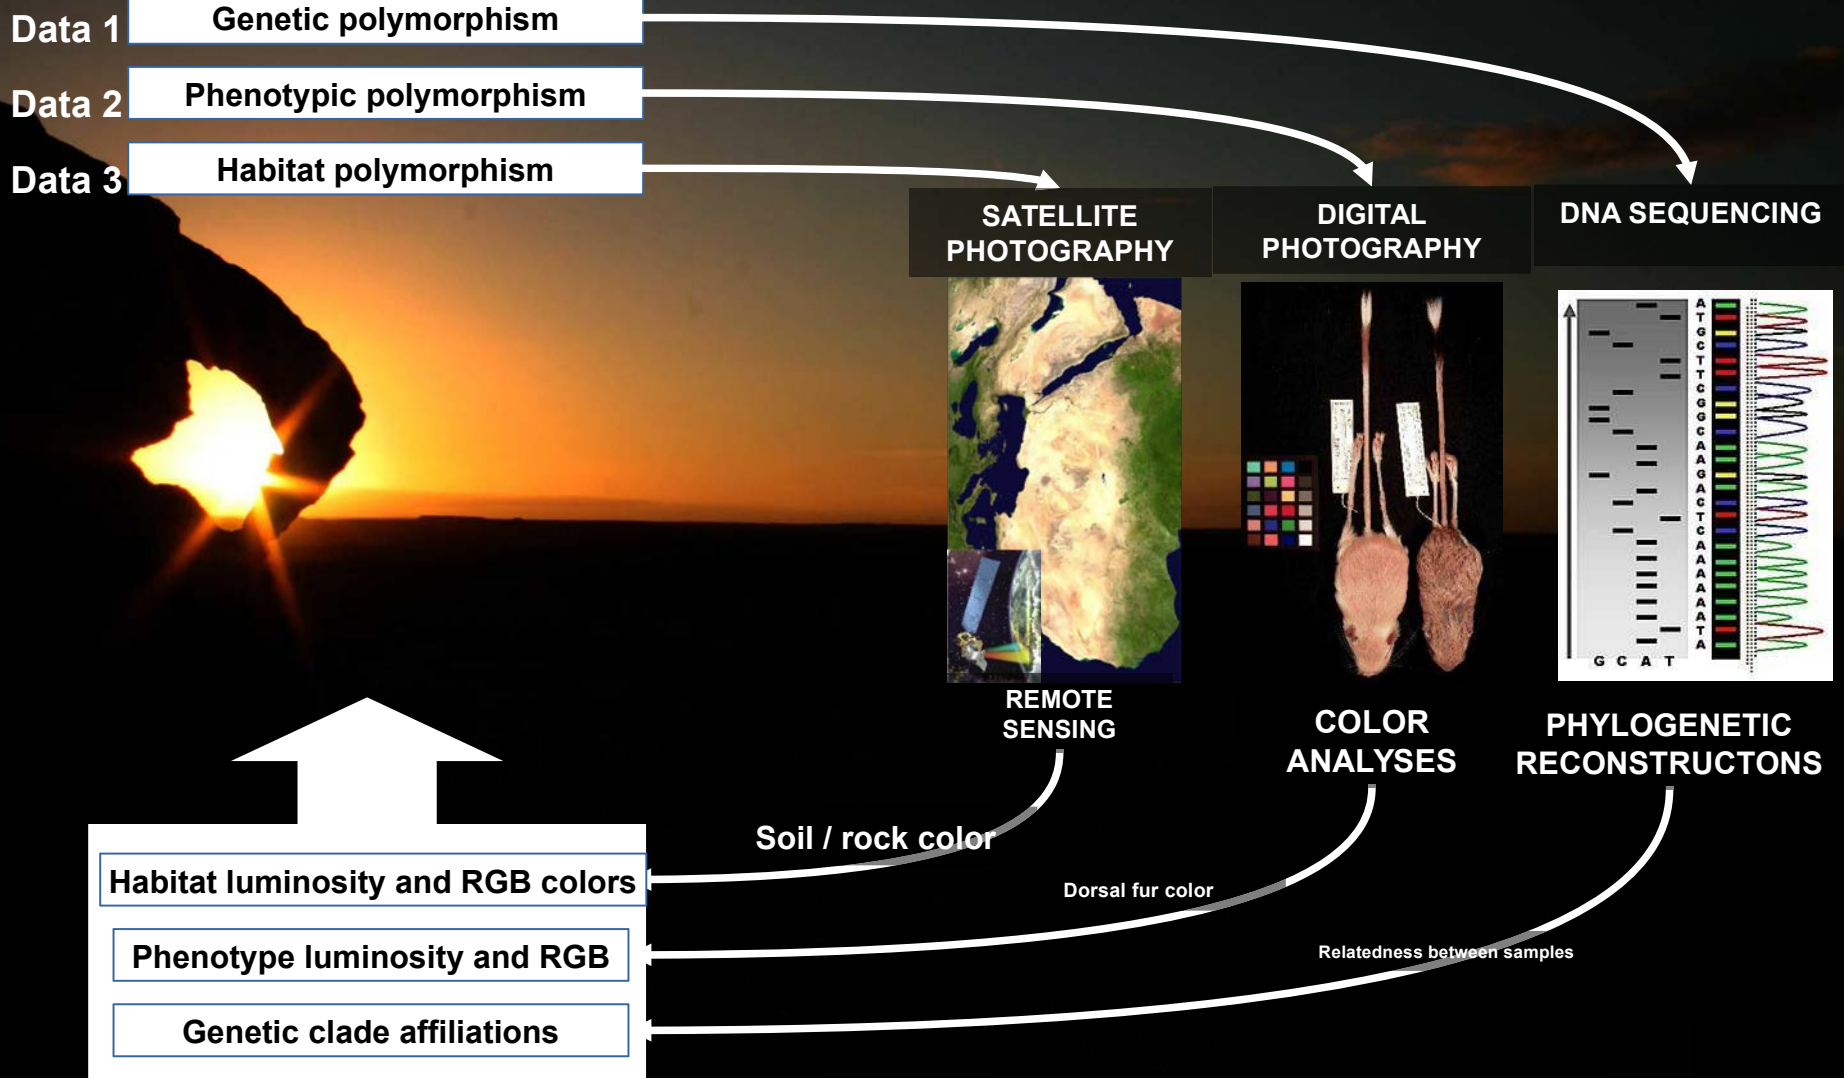 Data 1
Genetic polymorphism
Data 2
Phenotypic polymorphism
Data 3
Habitat polymorphism
SATELLITE
PHOTOGRAPHY
DIGITAL
PHOTOGRAPHY
DNA SEQUENCING
A
T
G
C
T
T
C
G
G
C
A
A
G
A
C
T
C
A
A
A
A
A
A
T
A
G C A T
REMOTE
SENSING
COLOR
ANALYSES
PHYLOGENETIC
RECONSTRUCTONS
Soil / rock color
Habitat luminosity and RGB colors
Dorsal fur color
Phenotype luminosity and RGB
Relatedness between samples
Genetic clade affiliations